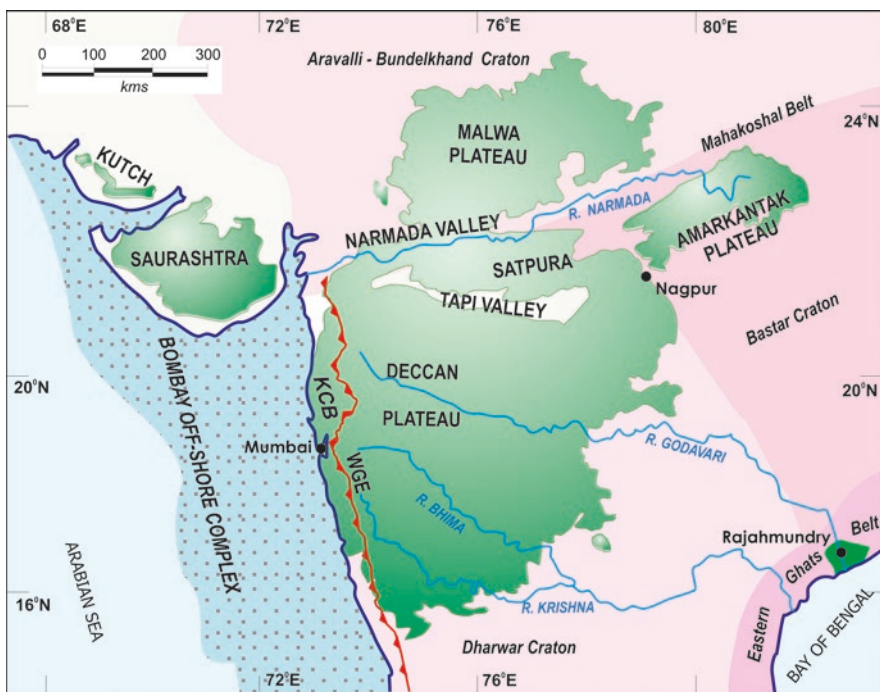 68°E
72°E
76°E
80°E
0 100 200 300
kms
Aravalli - Bundelkhand Craton
24°N
Mahakoshal Belt
MALWA
PLATEAU
KUTCH
R. NARMADA
NARMADA VALLEY
AMARKANTAK
PLATEAU
SAURASHTRA
SATPURA
Nagpur
TAPI VALLEY
Bastar Craton
BOMBAY OFF-SHORE COMPLEX
20°N
DECCAN
20°N
KCB
PLATEAU
R. GODAVARI
Mumbai
WGE
R. BHIMA
Rajahmundry
Eastern Ghats Belt
ARABIAN SEA
16°N
R. KRISHNA
Dharwar Craton
BAY OF BENGAL
72°E
76°E